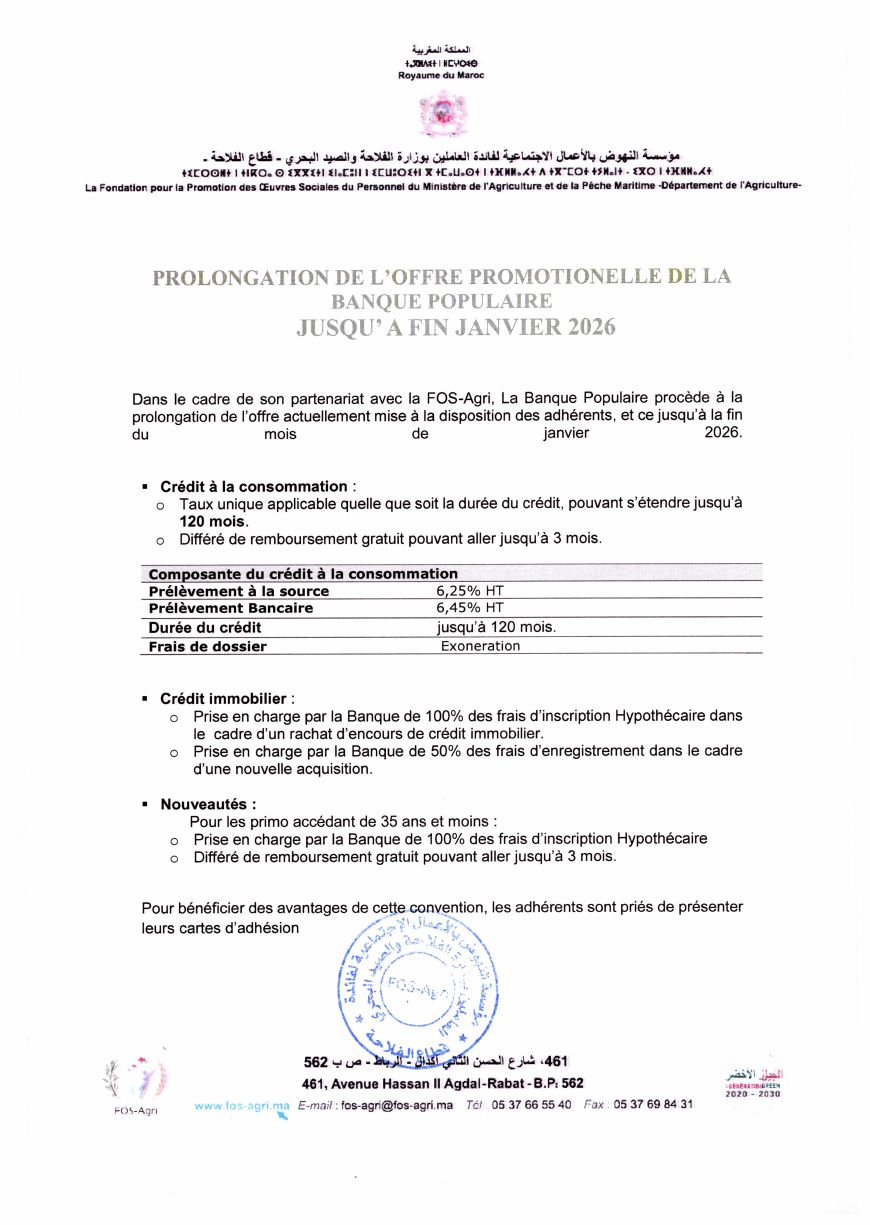 المملكة المغربية
ⵜⴰⴳⵍⴷⵉⵜ ⵏ ⵍⵎⵖⵔⵉⴱ
Royaume du Maroc
مؤسسة النهوض بالأعمال الاجتماعية لفائدة العاملين بوزارة الفلاحة والصيد البحري - قطاع الفلاحة -
La Fondation pour la Promotion des Œuvres Sociales du Personnel du Ministère de l'Agriculture et de la Pêche Maritime -Département de l'Agriculture-
PROLONGATION DE L'OFFRE PROMOTIONELLE DE LA
BANQUE POPULAIRE
JUSQU' A FIN JANVIER 2026
Dans le cadre de son partenariat avec la FOS-Agri, La Banque Populaire procède à la
prolongation de l'offre actuellement mise à la disposition des adhérents, et ce jusqu'à la fin
du mois de janvier 2026.
▪ Crédit à la consommation :
o Taux unique applicable quelle que soit la durée du crédit, pouvant s'étendre jusqu'à
120 mois.
o Différé de remboursement gratuit pouvant aller jusqu'à 3 mois.
Composante du crédit à la consommation
Prélèvement à la source 6,25% HT
Prélèvement Bancaire 6,45% HT
Durée du crédit jusqu'à 120 mois.
Frais de dossier Exoneration
▪ Crédit immobilier :
o Prise en charge par la Banque de 100% des frais d'inscription Hypothécaire dans
le cadre d'un rachat d'encours de crédit immobilier.
o Prise en charge par la Banque de 50% des frais d'enregistrement dans le cadre
d'une nouvelle acquisition.
▪ Nouveautés :
Pour les primo accédant de 35 ans et moins :
o Prise en charge par la Banque de 100% des frais d'inscription Hypothécaire
o Différé de remboursement gratuit pouvant aller jusqu'à 3 mois.
Pour bénéficier des avantages de cette convention, les adhérents sont priés de présenter
leurs cartes d'adhésion
FOS-Agri
قطاع الفلاحة
461، شارع الحسن الثاني أكدال - الرباط - ص ب 562
461, Avenue Hassan II Agdal-Rabat - B.P: 562
www.fos-agri.ma E-mail : fos-agri@fos-agri.ma Tél : 05 37 66 55 40 Fax : 05 37 69 84 31
FOS-Agri
الجيل الأخضر
GENERATION GREEN
2020 - 2030